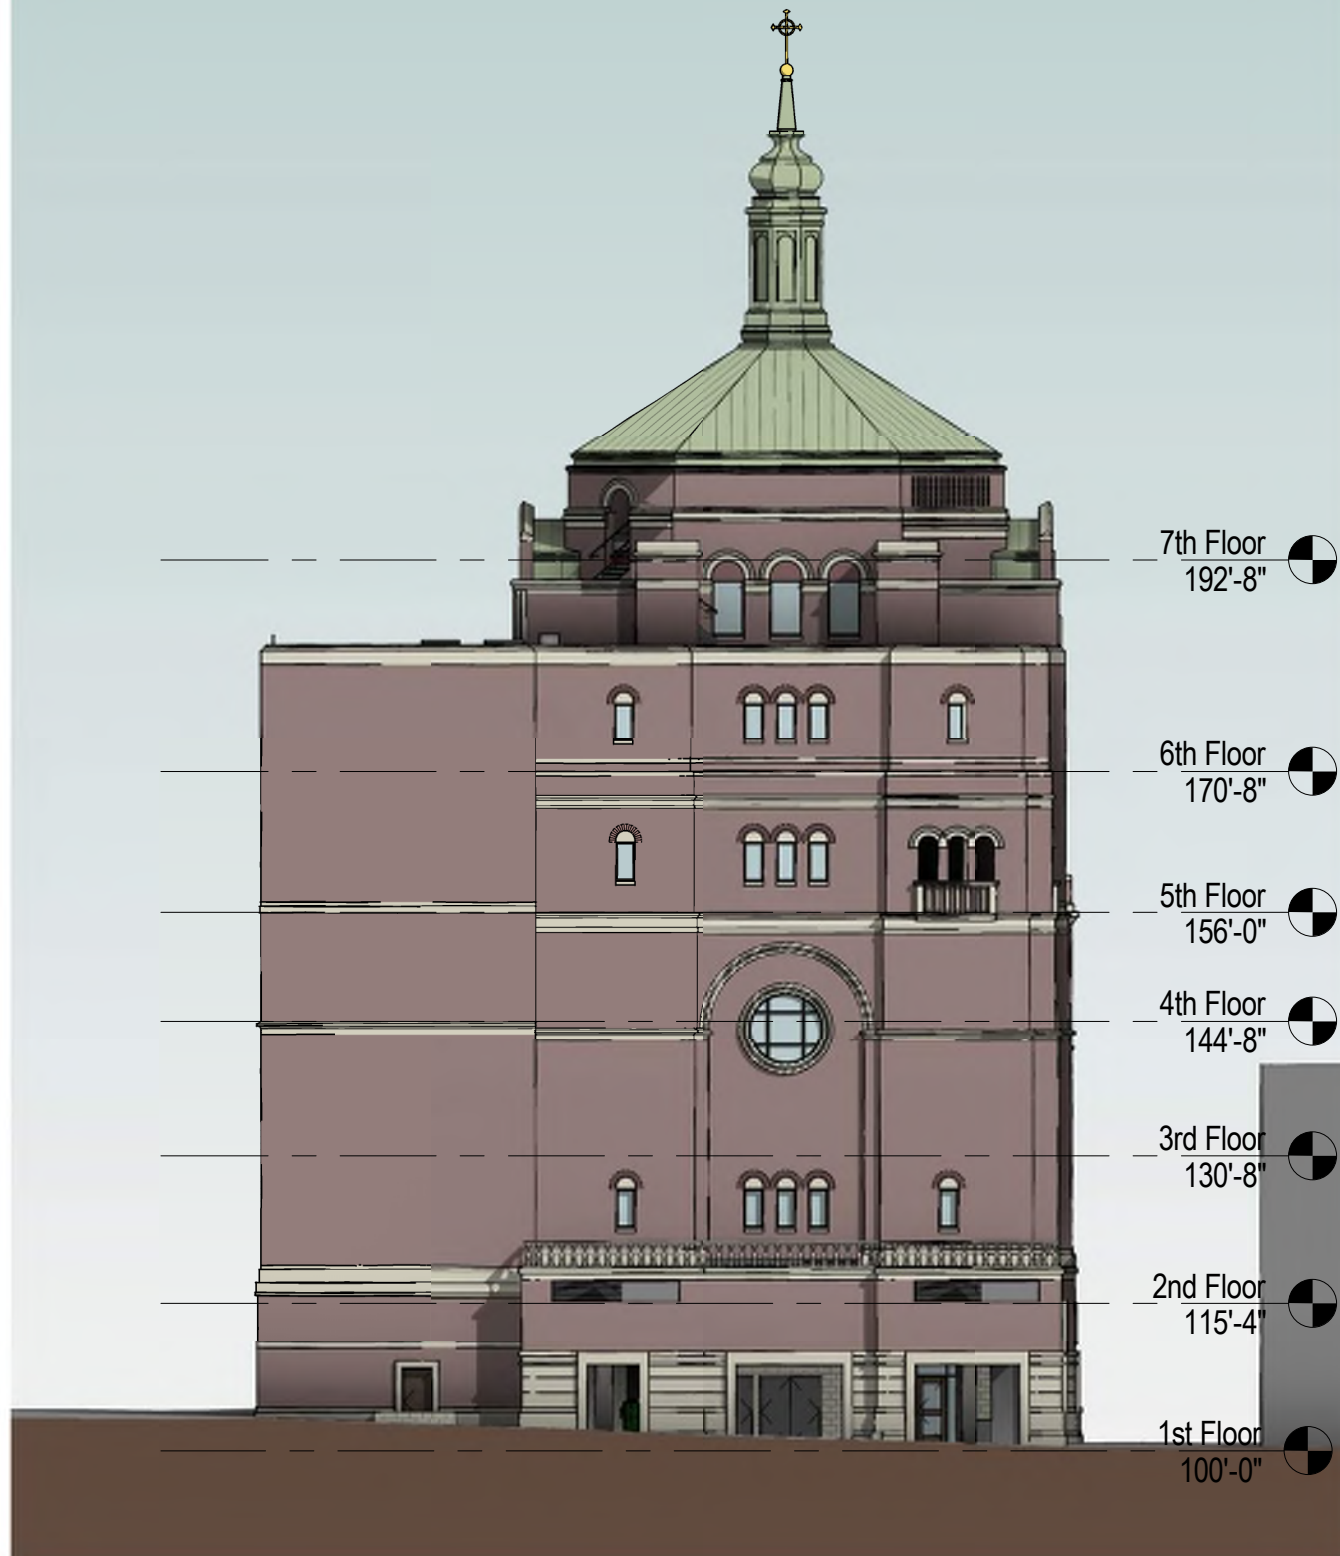 7th Floor
192'-8"
6th Floor
170'-8"
5th Floor
156'-0"
4th Floor
144'-8"
3rd Floor
130'-8"
2nd Floor
115'-4"
1st Floor
100'-0"